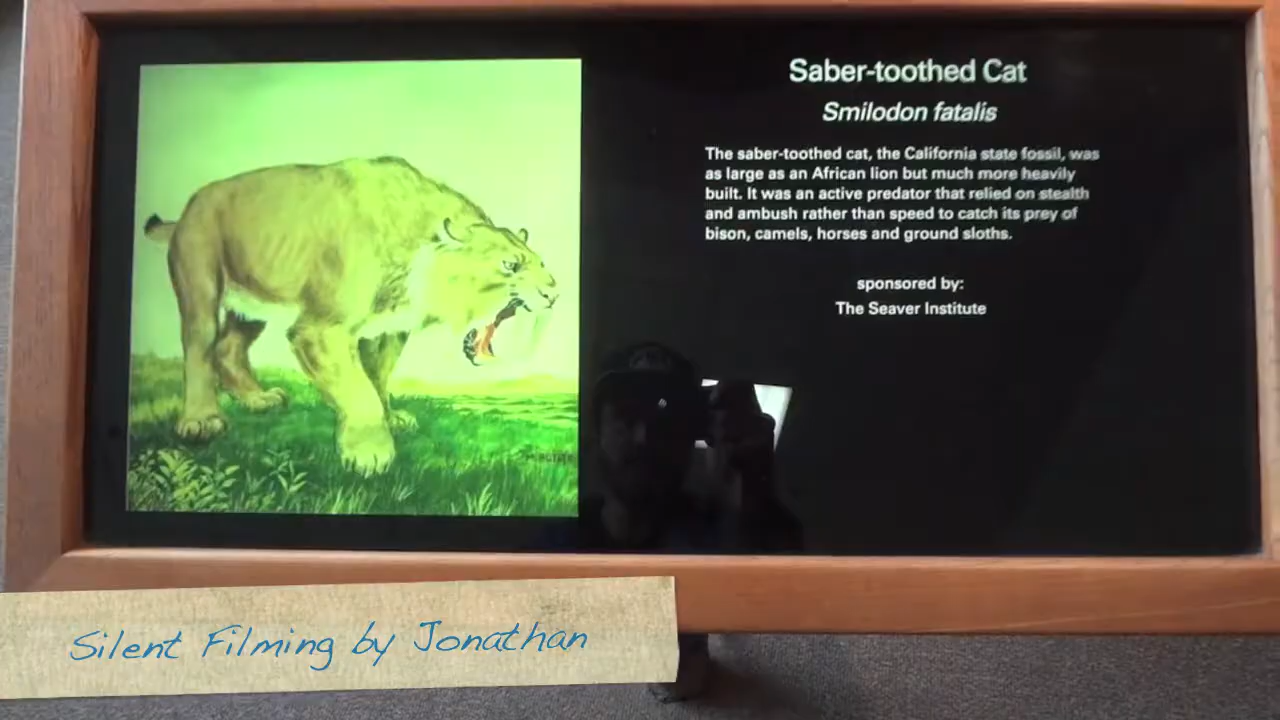 Saber-toothed Cat
Smilodon fatalis
The saber-toothed cat, the California state fossil, was
as large as an African lion but much more heavily
built. It was an active predator that relied on stealth
and ambush rather than speed to catch its prey of
bison, camels, horses and ground sloths.
sponsored by:
The Seaver Institute
Silent Filming by Jonathan